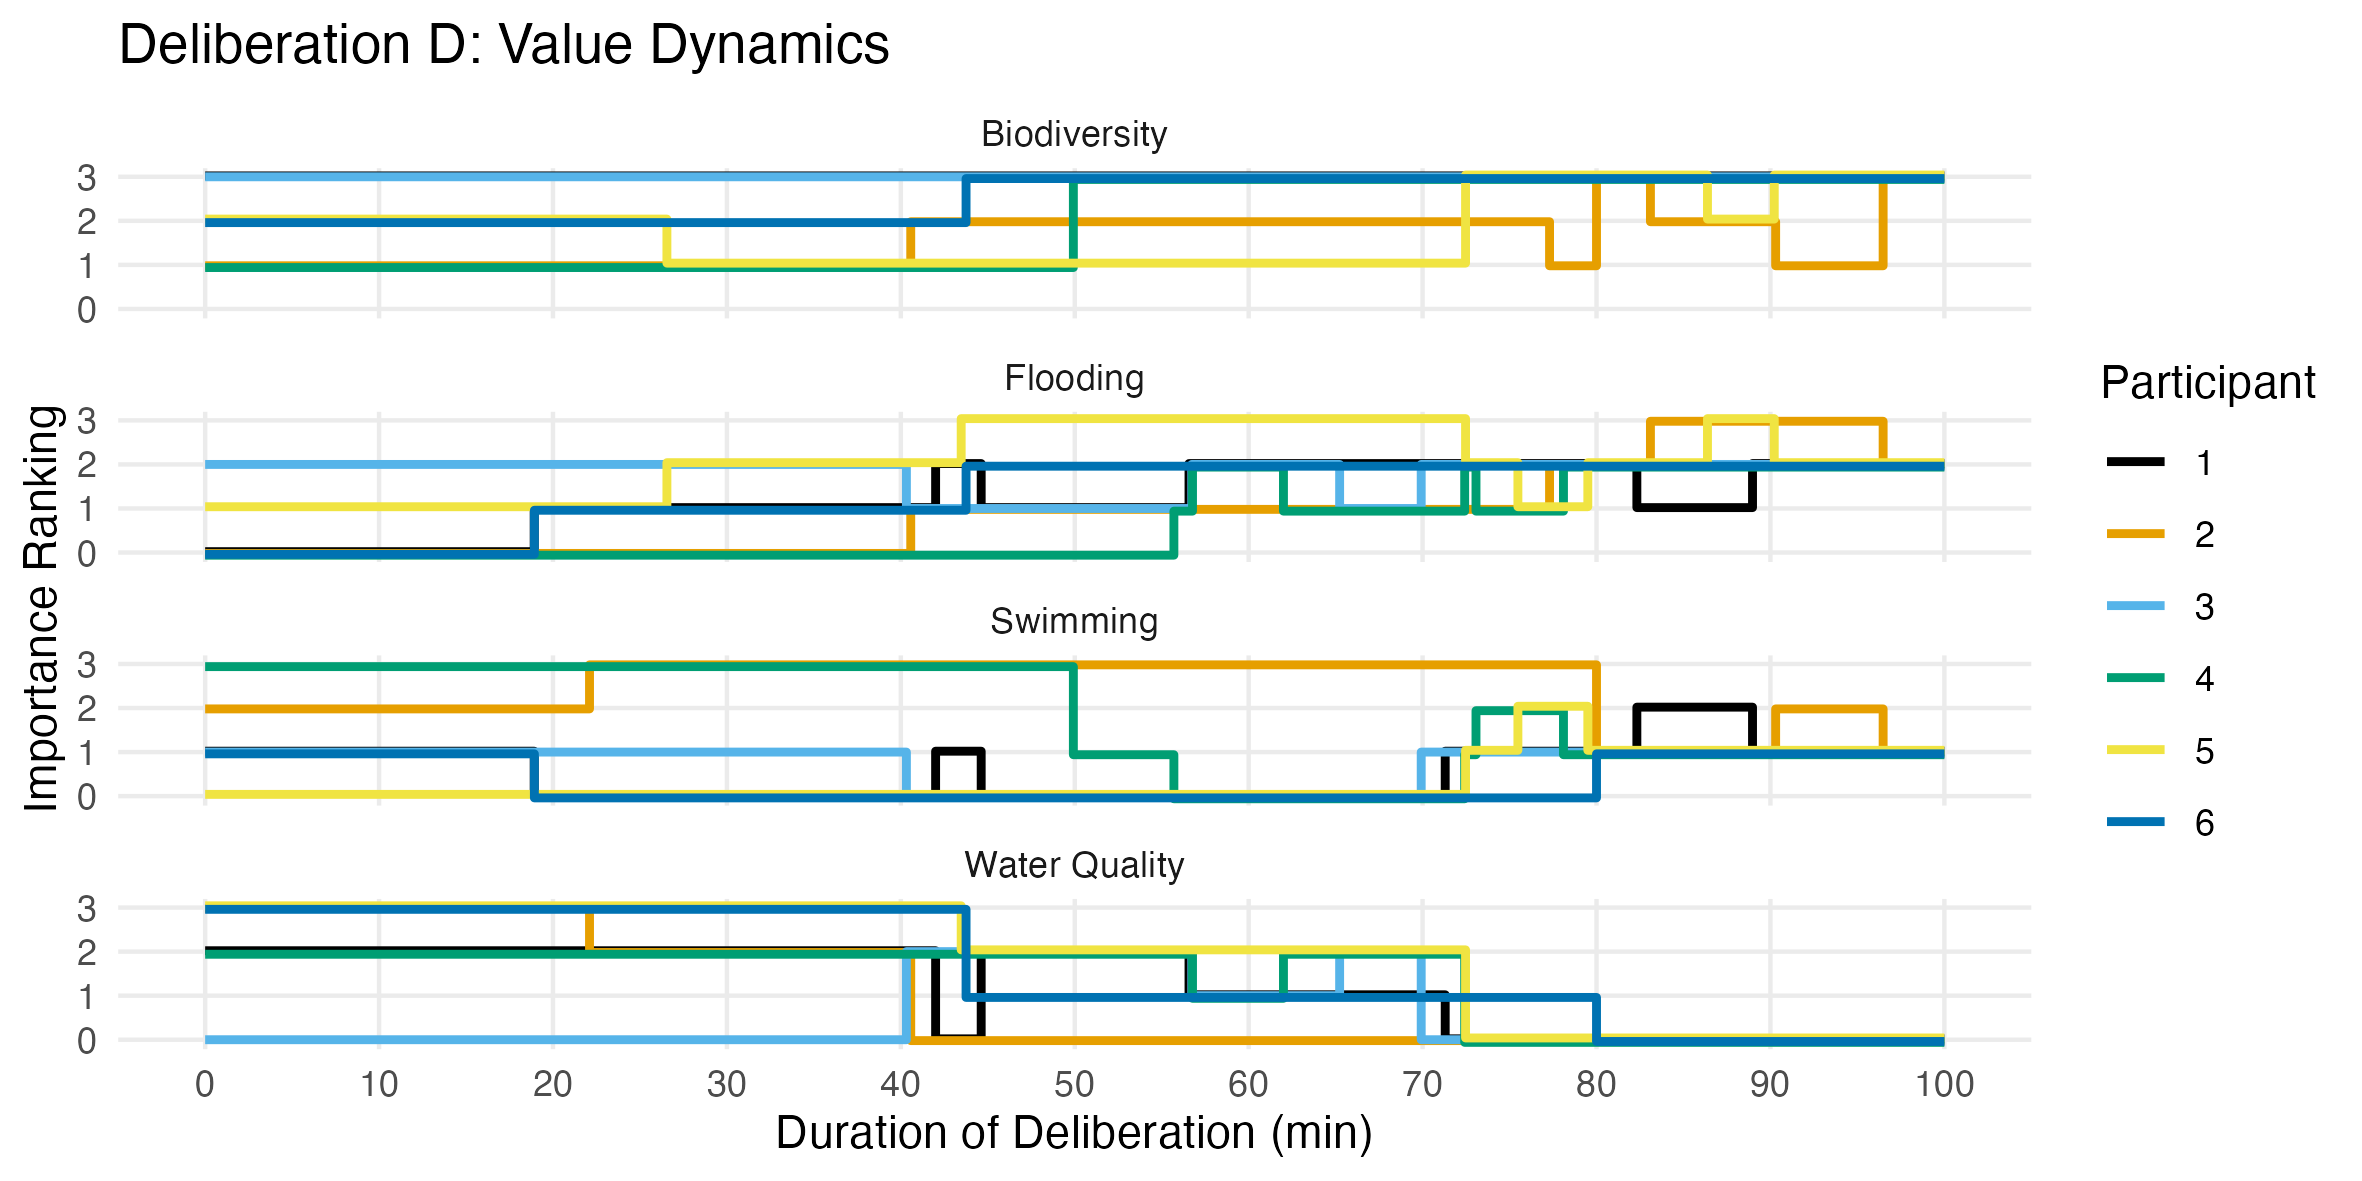 Deliberation D: Value Dynamics
Biodiversity
3
2
1
0
Flooding
3
2
1
0
Swimming
3
2
1
0
Water Quality
3
2
1
0
0 10 20 30 40 50 60 70 80 90 100
Duration of Deliberation (min)
Importance Ranking
Participant
1
2
3
4
5
6